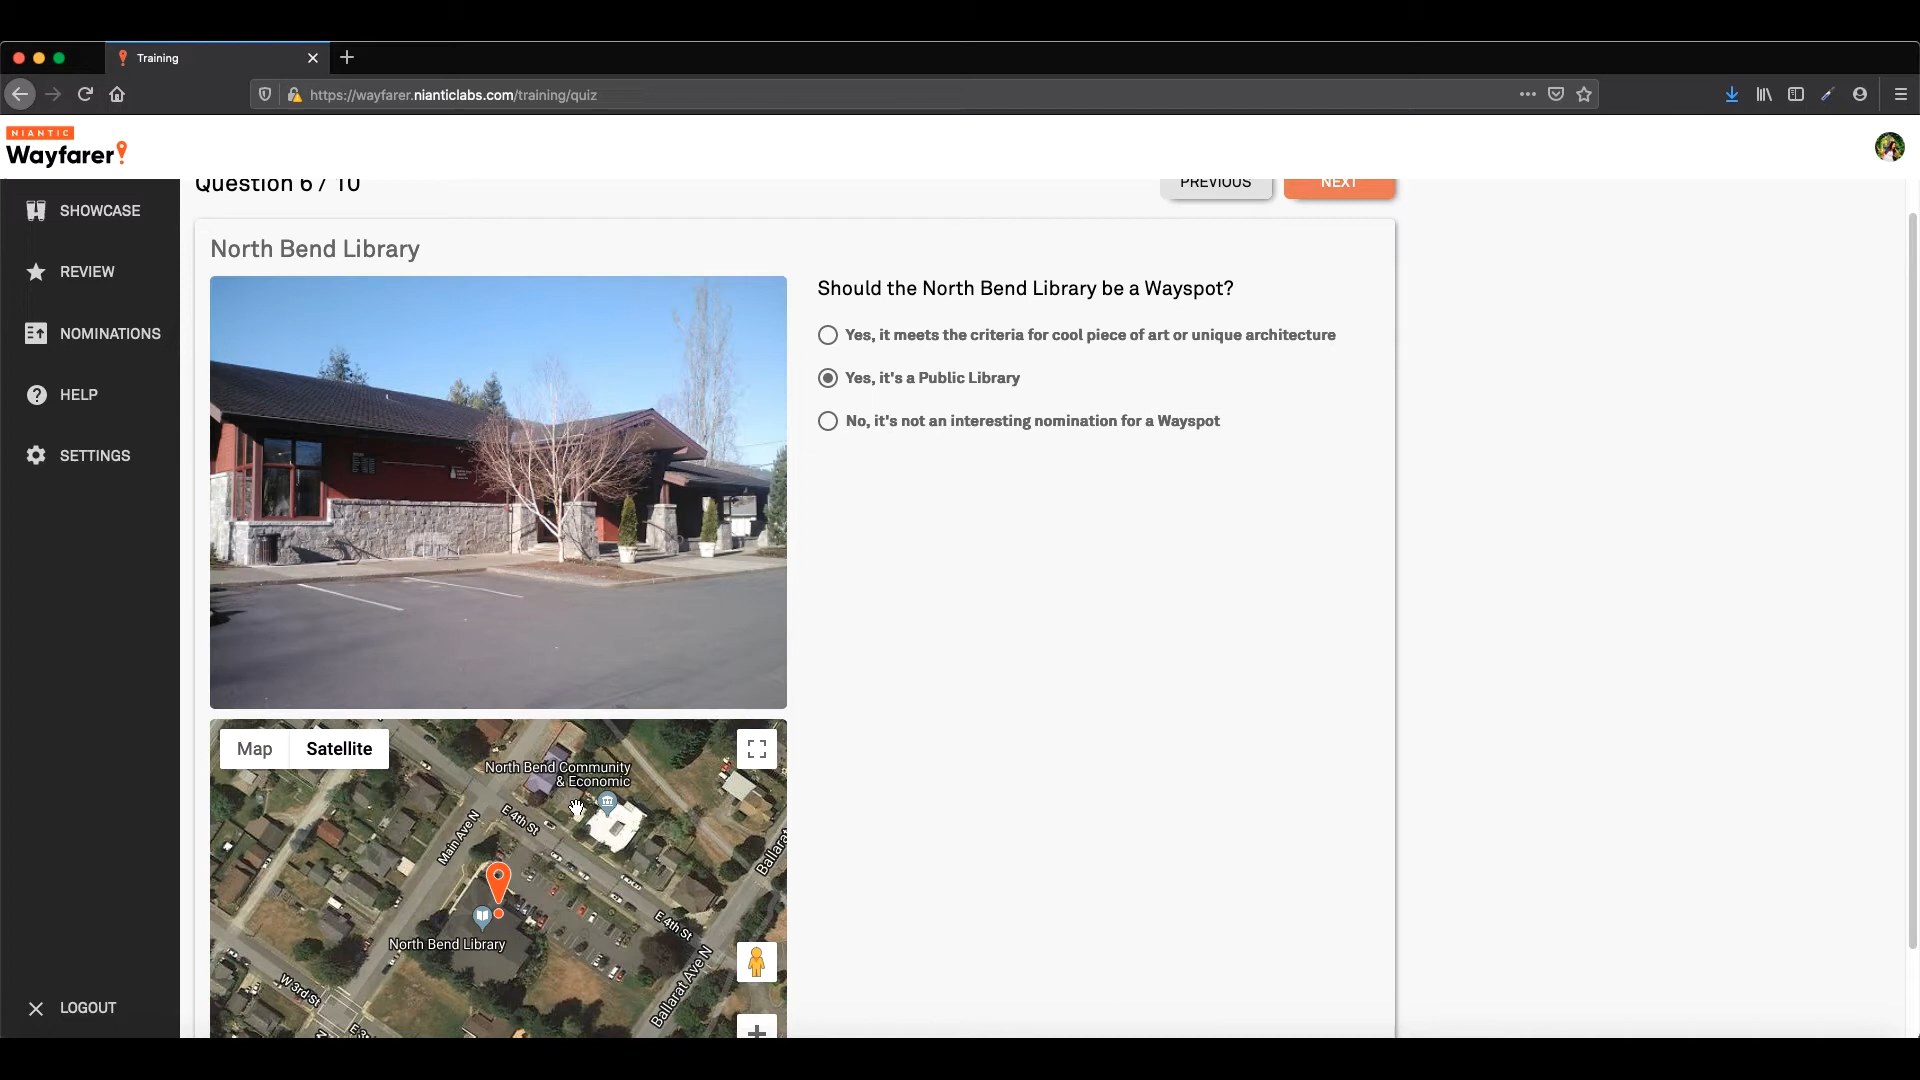 Training
https://wayfarer.nianticlabs.com/training/quiz
NIANTIC
Wayfarer
Question 6 / 10
PREVIOUS
NEXT
SHOWCASE
REVIEW
NOMINATIONS
HELP
SETTINGS
LOGOUT
North Bend Library
Should the North Bend Library be a Wayspot?
Yes, it meets the criteria for cool piece of art or unique architecture
Yes, it's a Public Library
No, it's not an interesting nomination for a Wayspot
Map
Satellite
North Bend Community
& Economic
E 4th St
Main Ave N
Ballarat
E 4th St
North Bend Library
Ballarat Ave N
W 3rd St